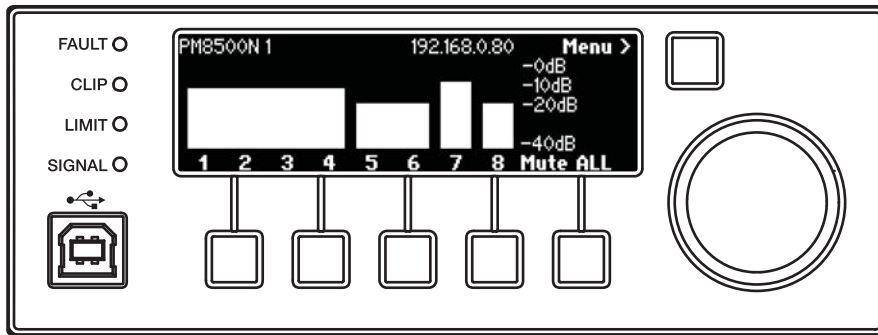 FAULT
CLIP
LIMIT
SIGNAL
PM8500N 1 192.168.0.80 Menu >
-0dB
-10dB
-20dB
-40dB
1 2 3 4 5 6 7 8 Mute ALL